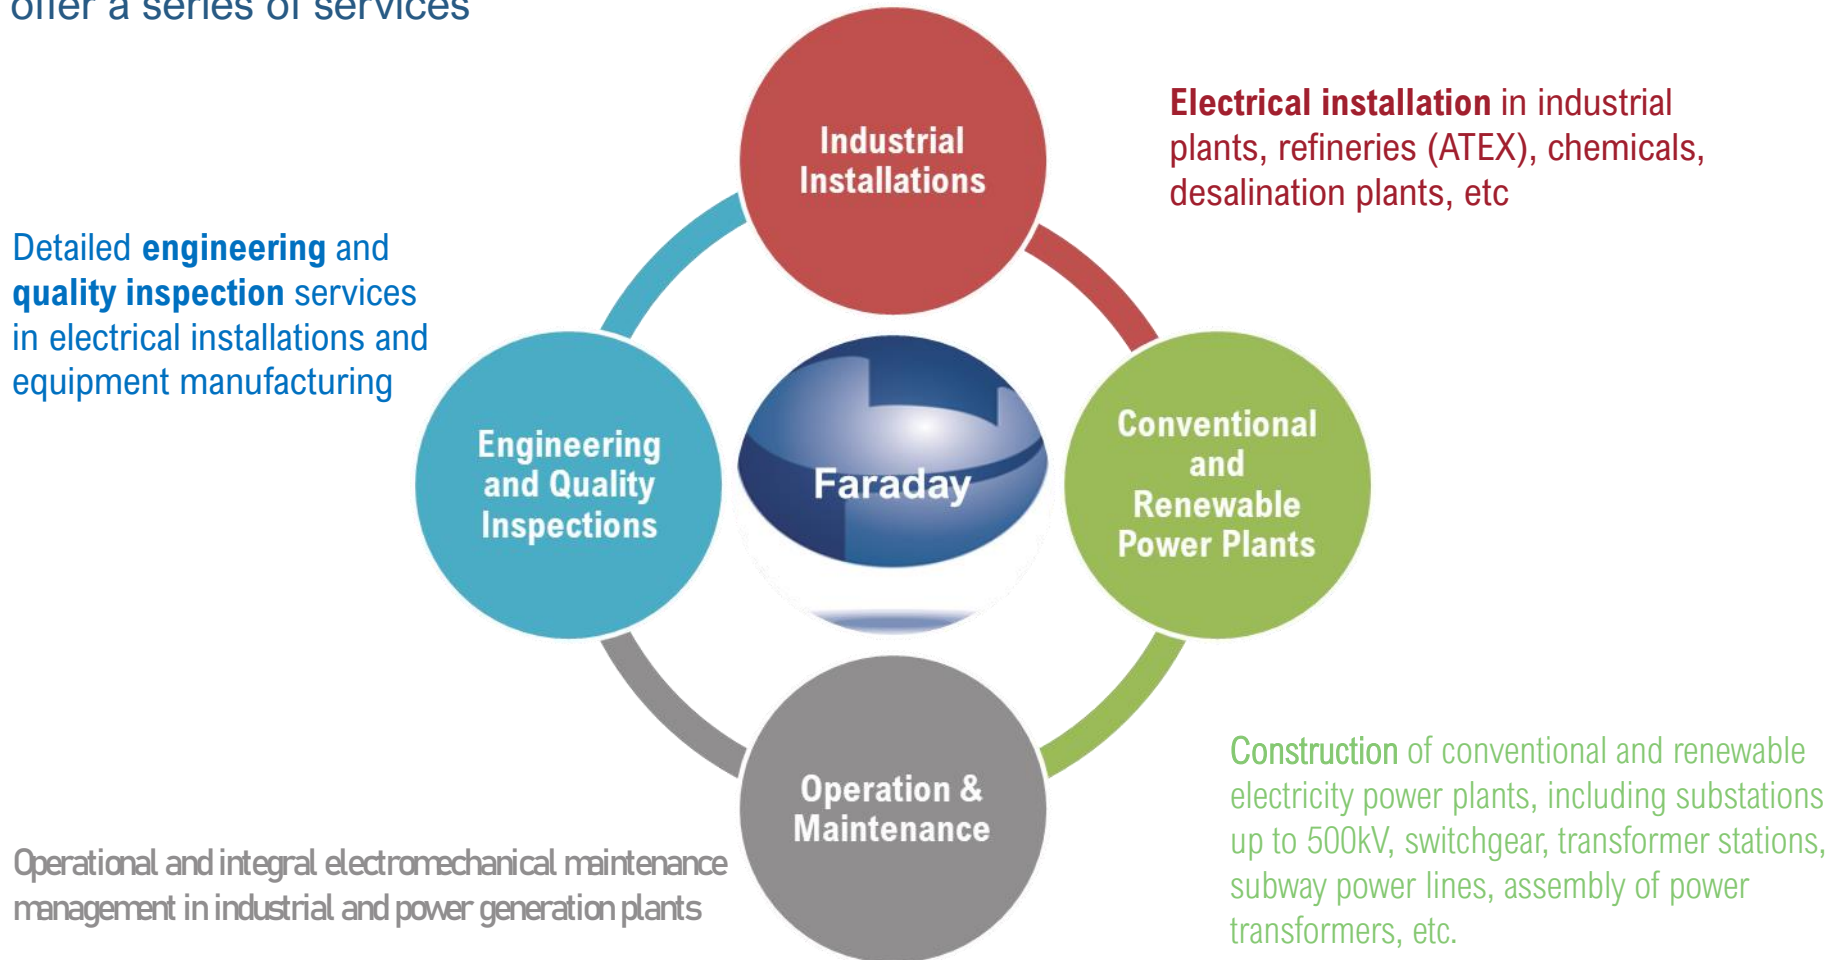 offer a series of services
Industrial
Installations
Electrical installation in industrial
plants, refineries (ATEX), chemicals,
desalination plants, etc
Detailed engineering and
quality inspection services
in electrical installations and
equipment manufacturing
Engineering
and Quality
Inspections
Faraday
Conventional
and
Renewable
Power Plants
Operation &
Maintenance
Construction of conventional and renewable
electricity power plants, including substations
up to 500kV, switchgear, transformer stations,
subway power lines, assembly of power
transformers, etc.
Operational and integral electromechanical maintenance
management in industrial and power generation plants